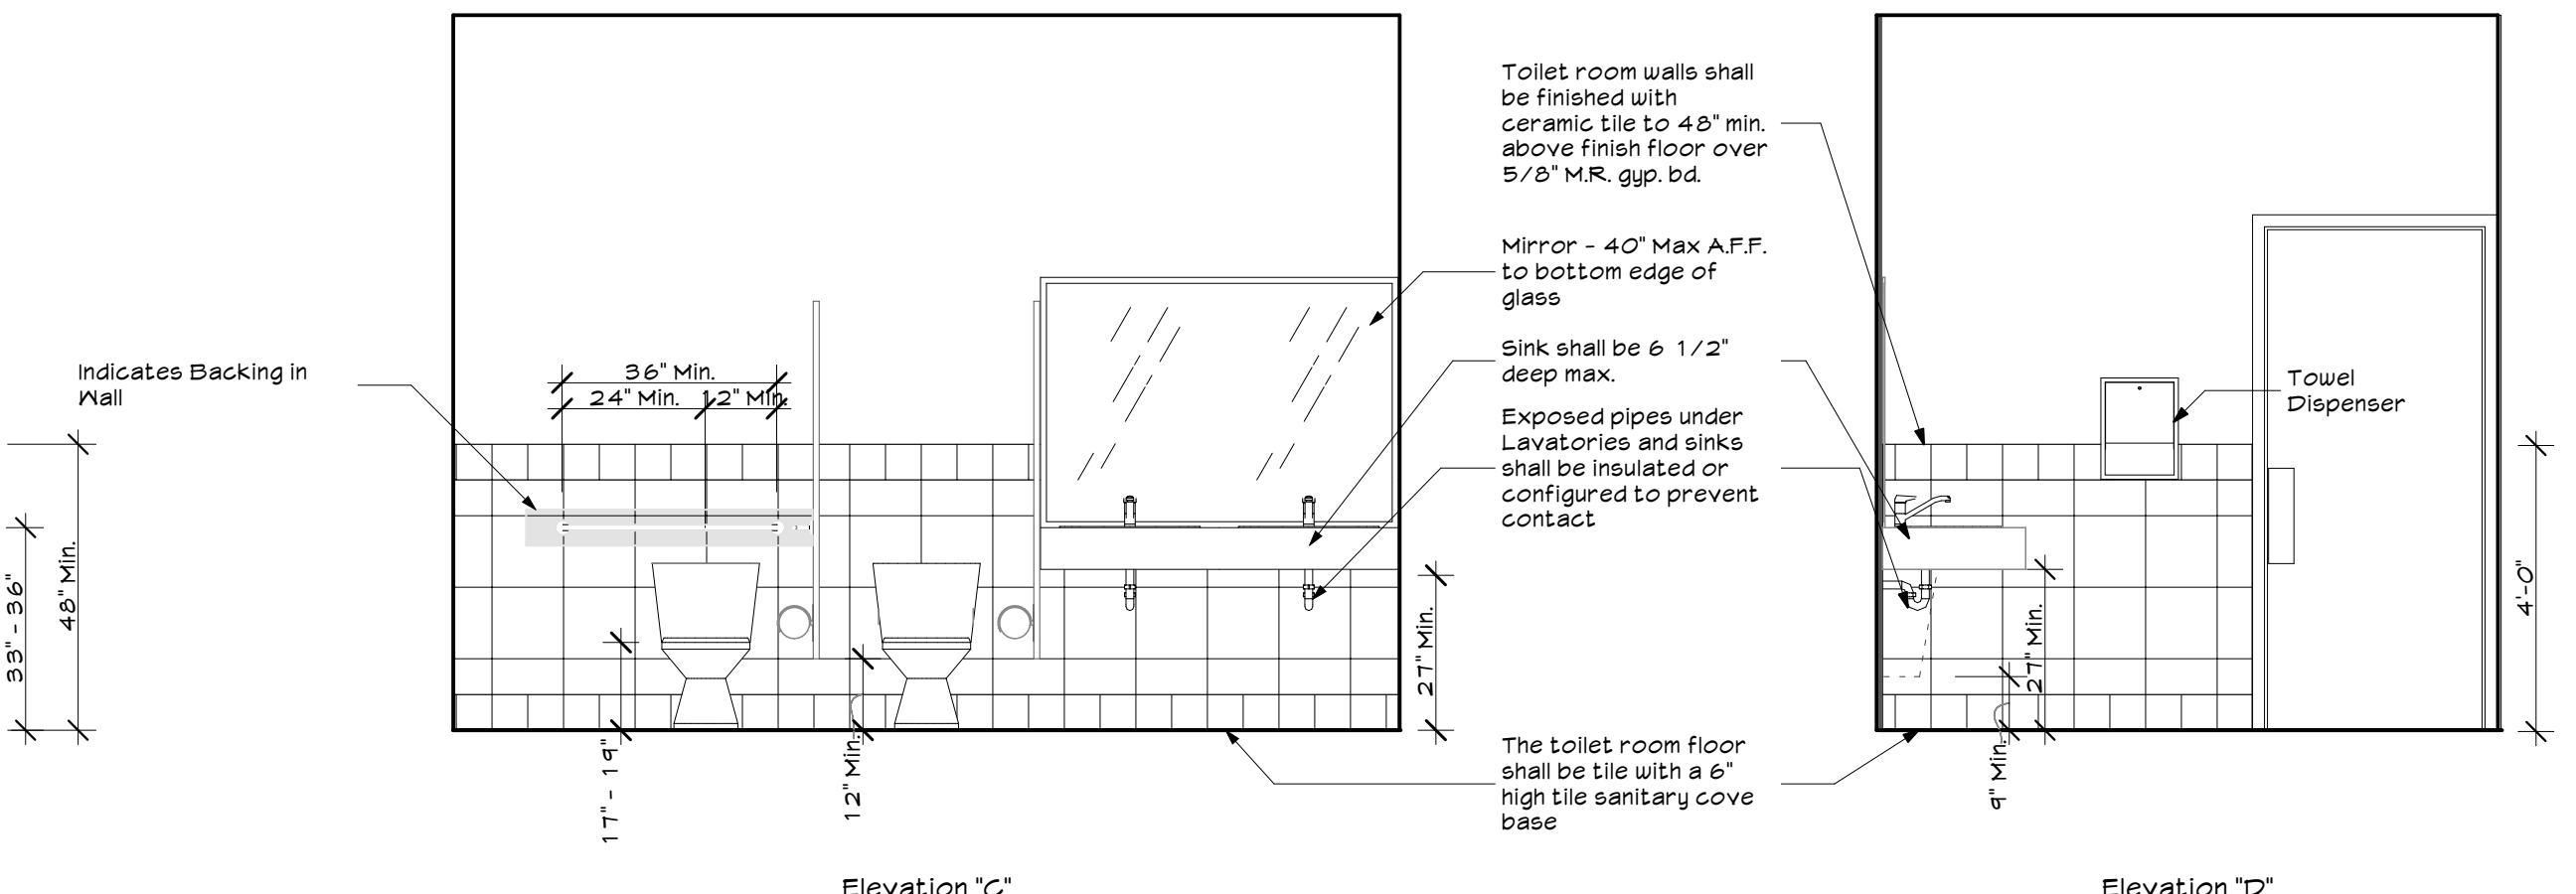 Toilet room walls shall
be finished with
ceramic tile to 48" min.
above finish floor over
5/8" M.R. gyp. bd.
Mirror - 40" Max A.F.F.
to bottom edge of
glass
Sink shall be 6 1/2"
deep max.
Exposed pipes under
Lavatories and sinks
shall be insulated or
configured to prevent
contact
The toilet room floor
shall be tile with a 6"
high tile sanitary cove
base
Indicates Backing in
Wall
36" Min.
24" Min.
12" Min.
33" - 36"
48" Min.
17" - 19"
12" Min.
27" Min.
Towel
Dispenser
27" Min.
9" Min.
4'-0"
Elevation "C"
Elevation "D"